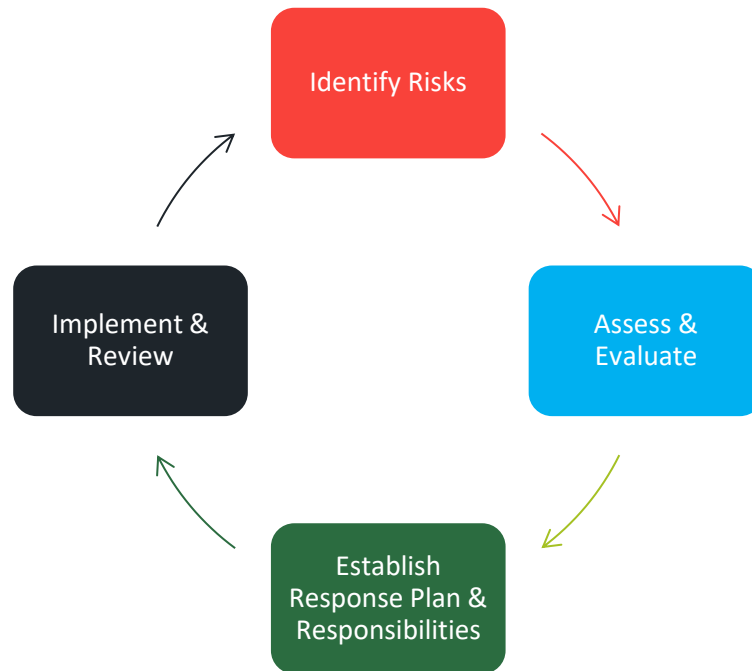 Identify Risks
Assess &
Evaluate
Establish
Response Plan &
Responsibilities
Implement &
Review